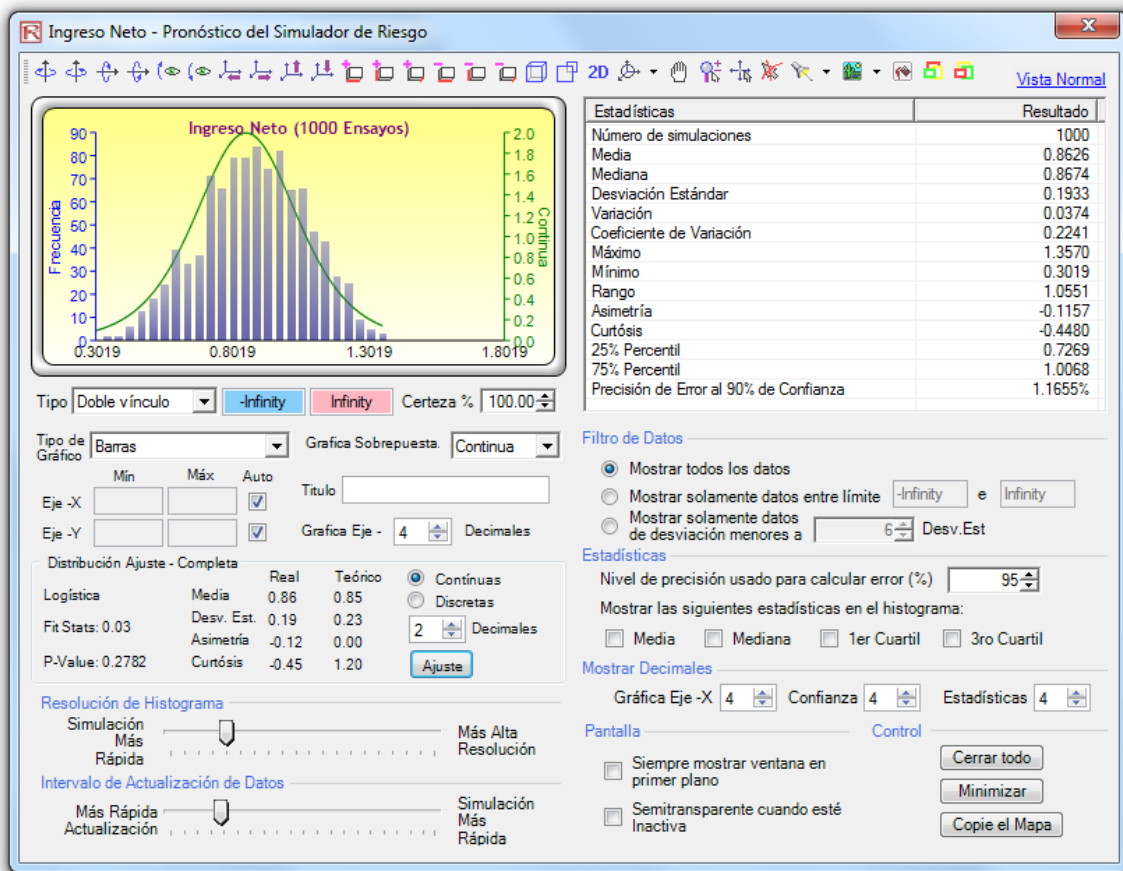 Ingreso Neto - Pronóstico del Simulador de Riesgo
2D
Vista Normal
Ingreso Neto (1000 Ensayos)
Frecuencia
90
80
70
60
50
40
30
20
10
0
2.0
1.8
1.6
1.4
1.2
1.0
0.8
0.6
0.4
0.2
0.0
Continua
0.3019 0.8019 1.3019 1.8019
Tipo Doble vínculo -Infinity Infinity Certeza % 100.00
Tipo de Gráfico Barras Grafica Sobrepuesta. Continua
Min Máx Auto
Eje -X
Titulo
Eje -Y
Grafica Eje - 4 Decimales
Distribución Ajuste - Completa
Real Teórico
Logística Media 0.86 0.85
Desv. Est. 0.19 0.23
Fit Stats: 0.03
Asimetría -0.12 0.00
P-Value: 0.2782 Curtósis -0.45 1.20
Contínuas
Discretas
2 Decimales
Ajuste
Resolución de Histograma
Simulación
Más
Rápida
Más Alta
Resolución
Intervalo de Actualización de Datos
Más Rápida
Actualización
Simulación
Más
Rápida
Estadísticas Resultado
Número de simulaciones 1000
Media 0.8626
Mediana 0.8674
Desviación Estándar 0.1933
Variación 0.0374
Coeficiente de Variación 0.2241
Máximo 1.3570
Mínimo 0.3019
Rango 1.0551
Asimetría -0.1157
Curtósis -0.4480
25% Percentil 0.7269
75% Percentil 1.0068
Precisión de Error al 90% de Confianza 1.1655%
Filtro de Datos
Mostrar todos los datos
Mostrar solamente datos entre límite -Infinity e Infinity
Mostrar solamente datos
de desviación menores a 6 Desv.Est
Estadísticas
Nivel de precisión usado para calcular error (%) 95
Mostrar las siguientes estadísticas en el histograma:
Media Mediana 1er Cuartil 3ro Cuartil
Mostrar Decimales
Gráfica Eje -X 4 Confianza 4 Estadísticas 4
Pantalla
Siempre mostrar ventana en
primer plano
Semitransparente cuando esté
Inactiva
Control
Cerrar todo
Minimizar
Copie el Mapa